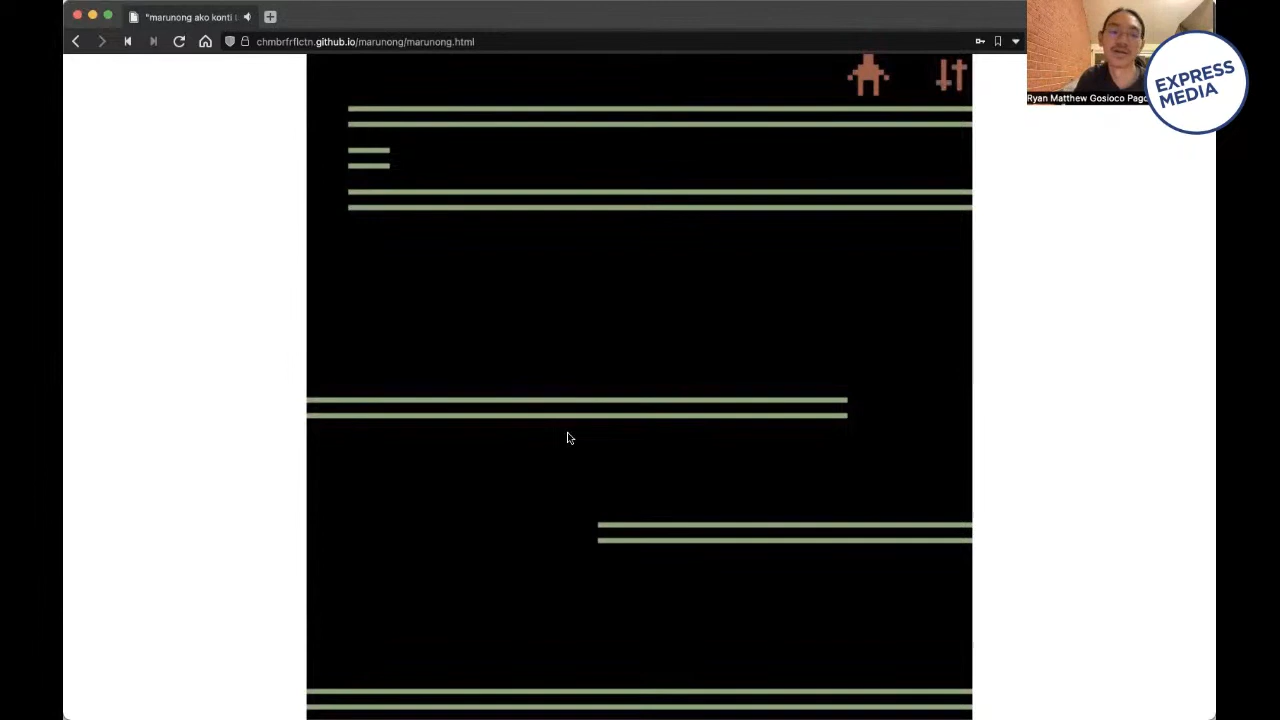 "marunong ako konti l
chmbrfrflctn.github.io/marunong/marunong.html
EXPRESS
MEDIA
Ryan Matthew Gosioco Pagc